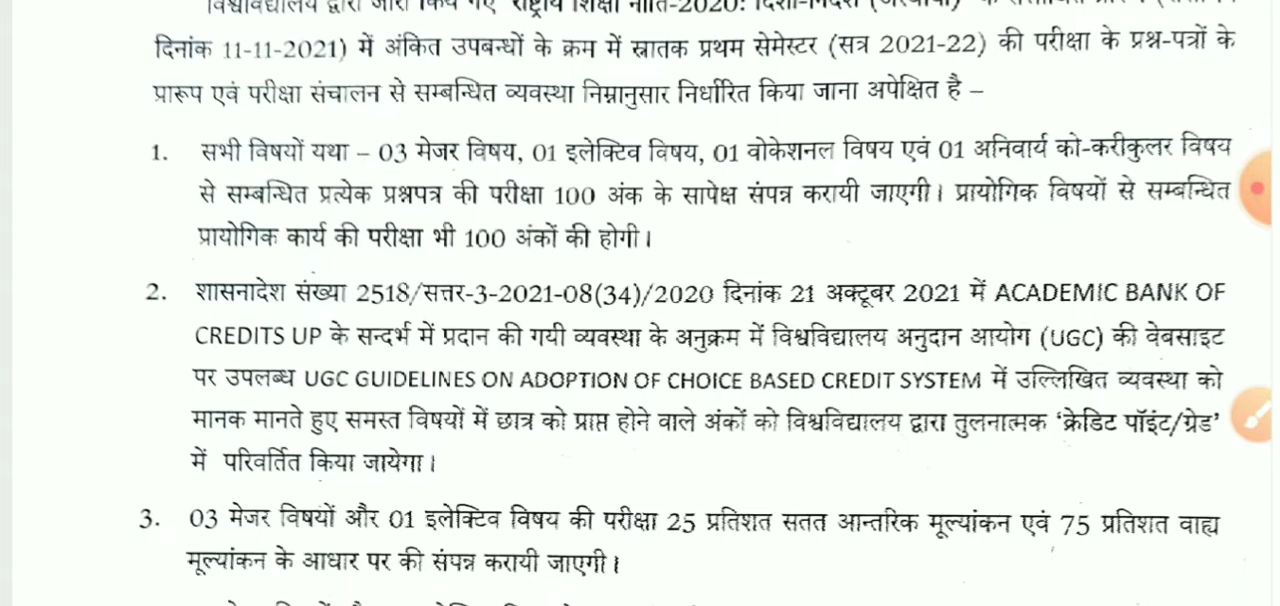 विश्वविद्यालय द्वारा जारी किये गए 'राष्ट्रीय शिक्षा नीति-2020: दिशा-निर्देश
दिनांक 11-11-2021) में अंकित उपबन्धों के क्रम में स्नातक प्रथम सेमेस्टर (सत्र 2021-22) की परीक्षा के प्रश्न-पत्रों के
प्रारूप एवं परीक्षा संचालन से सम्बन्धित व्यवस्था निम्नानुसार निर्धारित किया जाना अपेक्षित है –
1. सभी विषयों यथा – 03 मेजर विषय, 01 इलेक्टिव विषय, 01 वोकेशनल विषय एवं 01 अनिवार्य को-करीकुलर विषय
से सम्बन्धित प्रत्येक प्रश्नपत्र की परीक्षा 100 अंक के सापेक्ष संपन्न करायी जाएगी। प्रायोगिक विषयों से सम्बन्धित
प्रायोगिक कार्य की परीक्षा भी 100 अंकों की होगी।
2. शासनादेश संख्या 2518/सत्तर-3-2021-08(34)/2020 दिनांक 21 अक्टूबर 2021 में ACADEMIC BANK OF
CREDITS UP के सन्दर्भ में प्रदान की गयी व्यवस्था के अनुक्रम में विश्वविद्यालय अनुदान आयोग (UGC) की वेबसाइट
पर उपलब्ध UGC GUIDELINES ON ADOPTION OF CHOICE BASED CREDIT SYSTEM में उल्लिखित व्यवस्था को
मानक मानते हुए समस्त विषयों में छात्र को प्राप्त होने वाले अंकों को विश्वविद्यालय द्वारा तुलनात्मक 'क्रेडिट पॉइंट/ग्रेड'
में परिवर्तित किया जायेगा।
3. 03 मेजर विषयों और 01 इलेक्टिव विषय की परीक्षा 25 प्रतिशत सतत आन्तरिक मूल्यांकन एवं 75 प्रतिशत वाह्य
मूल्यांकन के आधार पर की संपन्न करायी जाएगी।